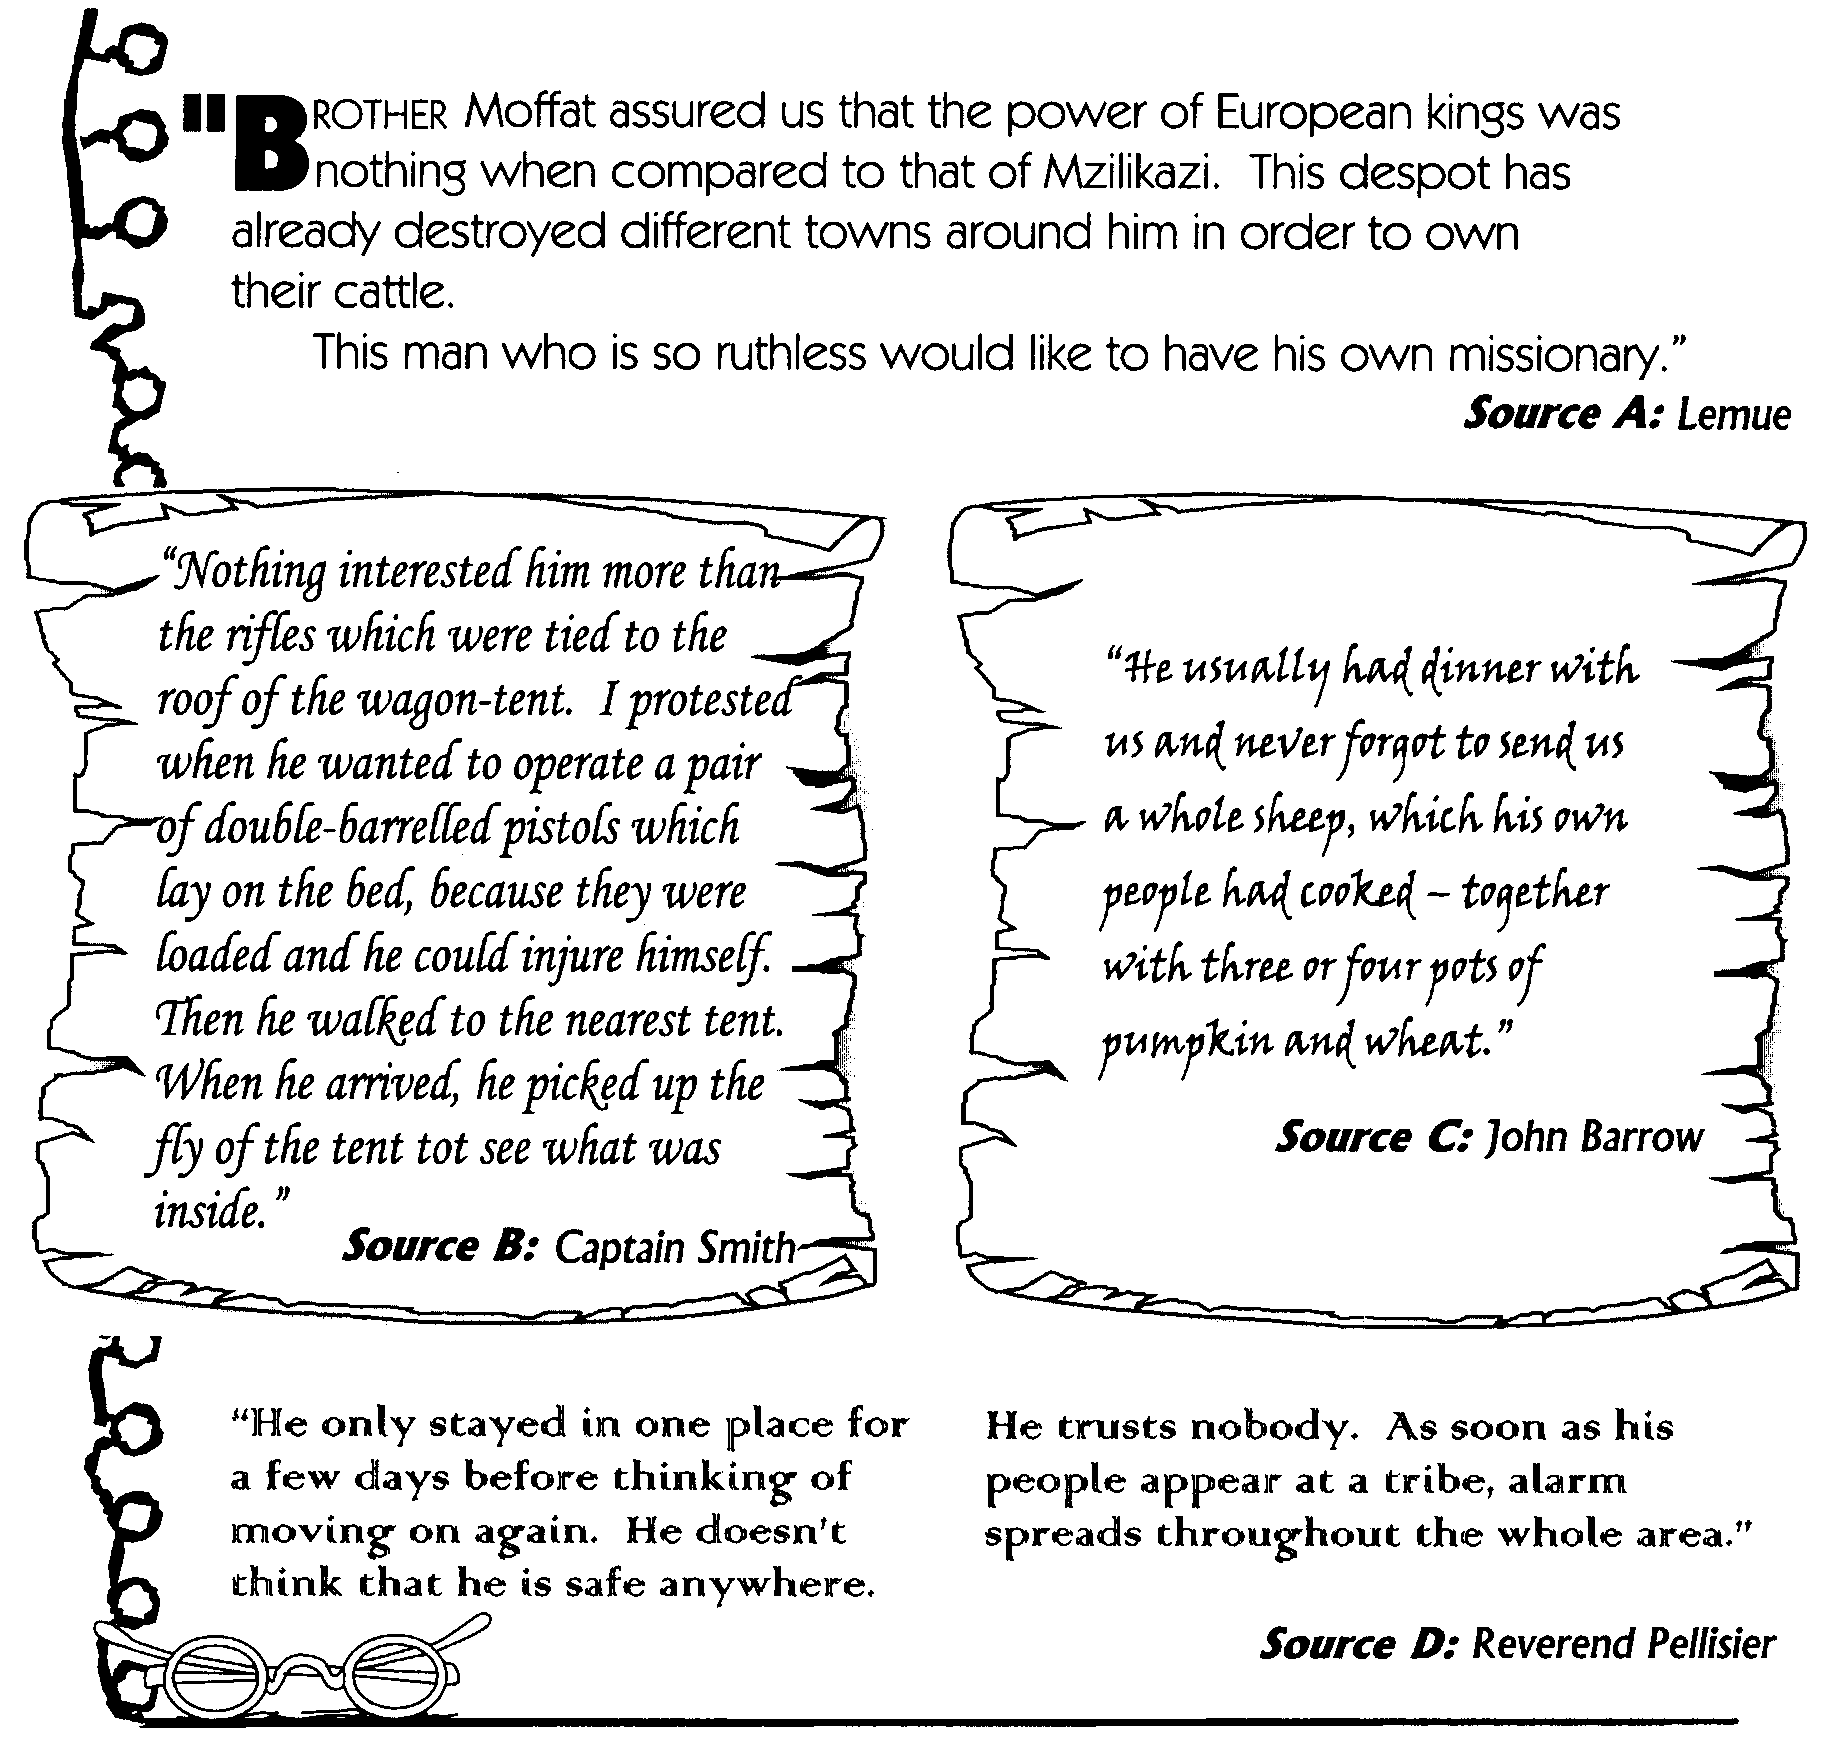 "BROTHER Moffat assured us that the power of European kings was
nothing when compared to that of Mzilikazi. This despot has
already destroyed different towns around him in order to own
their cattle.
This man who is so ruthless would like to have his own missionary."
Source A: Lemue
"Nothing interested him more than
the rifles which were tied to the
roof of the wagon-tent. I protested
when he wanted to operate a pair
of double-barrelled pistols which
lay on the bed, because they were
loaded and he could injure himself.
Then he walked to the nearest tent.
When he arrived, he picked up the
fly of the tent tot see what was
inside."
Source B: Captain Smith
"He usually had dinner with
us and never forgot to send us
a whole sheep, which his own
people had cooked – together
with three or four pots of
pumpkin and wheat."
Source C: John Barrow
"He only stayed in one place for
a few days before thinking of
moving on again. He doesn't
think that he is safe anywhere.
He trusts nobody. As soon as his
people appear at a tribe, alarm
spreads throughout the whole area."
Source D: Reverend Pellisier